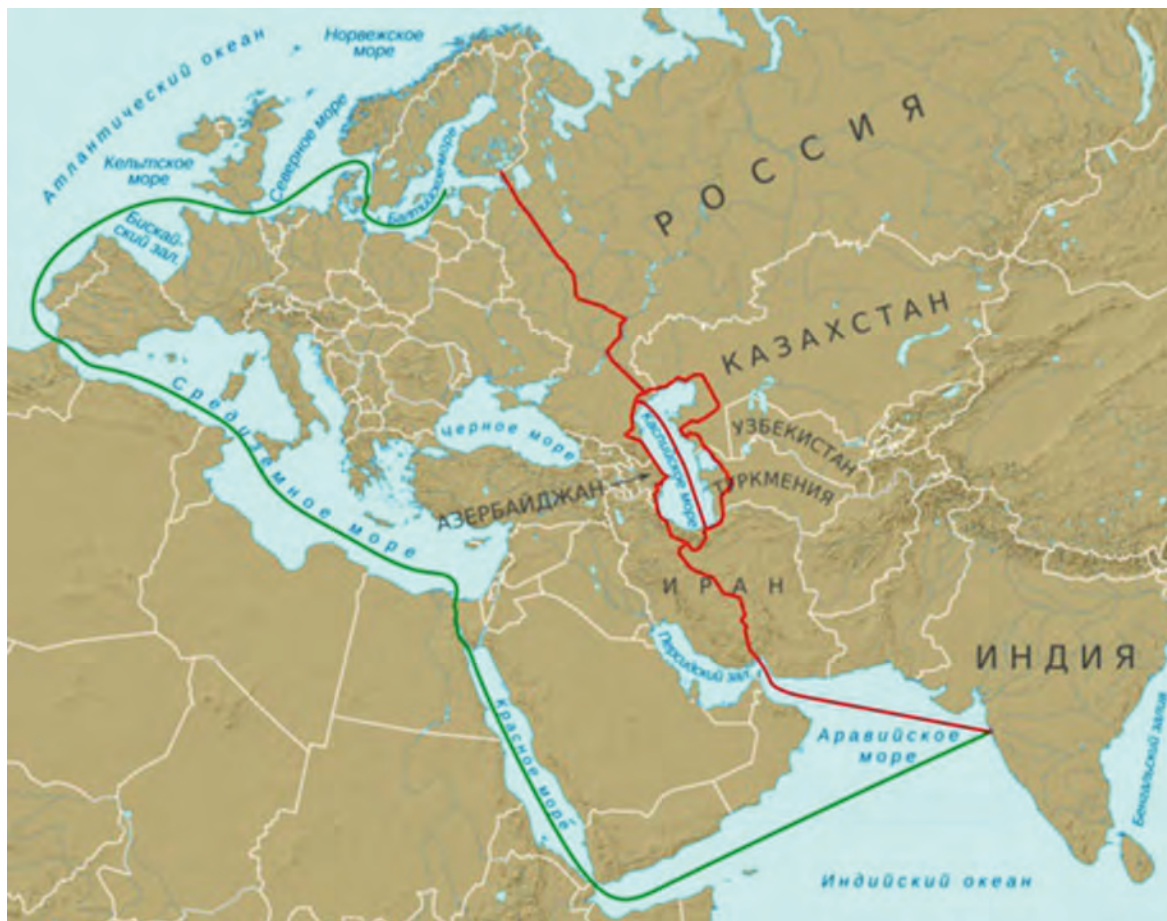 Норвежское
море
Атлантический океан
Северное море
Кельтское
море
Балтийское море
Бискай-
ский зал.
РОССИЯ
КАЗАХСТАН
Средиземное море
Черное море
Каспийское море
УЗБЕКИСТАН
ТУРКМЕНИЯ
АЗЕРБАЙДЖАН
ИРАН
Персидский зал.
ИНДИЯ
Красное море
Аравийское
море
Бенгальский залив
Индийский океан